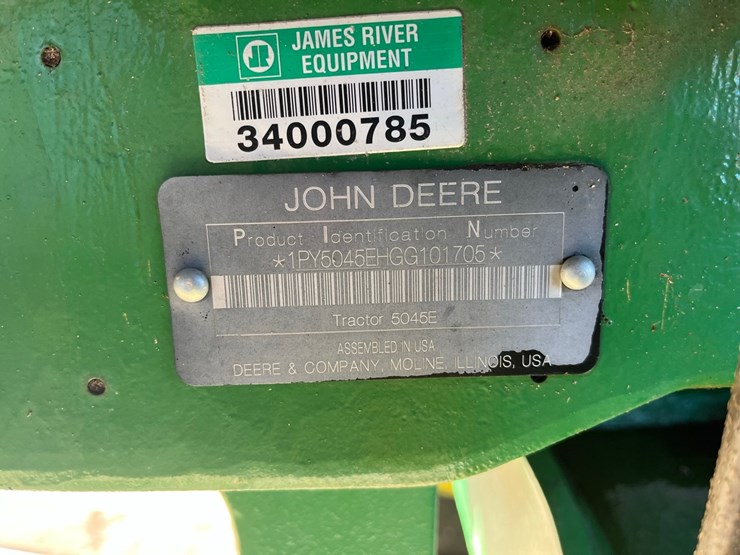 JAMES RIVER
EQUIPMENT
34000785
JOHN DEERE
Product Identification Number
*1PY5045EHGG101705*
Tractor 5045E
ASSEMBLED IN USA
DEERE & COMPANY, MOLINE, ILLINOIS, USA